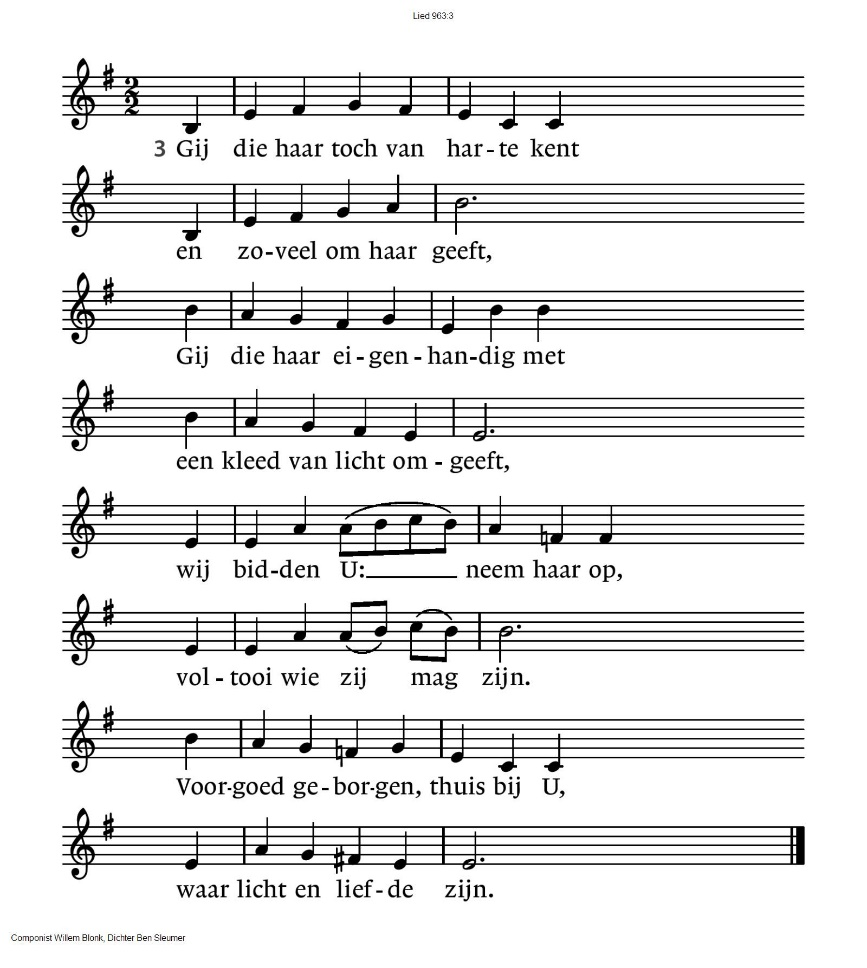 Lied 963:3
3 Gij die haar toch van har-te kent
en zo-veel om haar geeft,
Gij die haar ei-gen-han-dig met
een kleed van licht om-geeft,
wij bid-den U:_____ neem haar op,
vol-tooi wie zij mag zijn.
Voor-goed ge-bor-gen, thuis bij U,
waar licht en lief-de zijn.
Componist Willem Blonk, Dichter Ben Sleumer